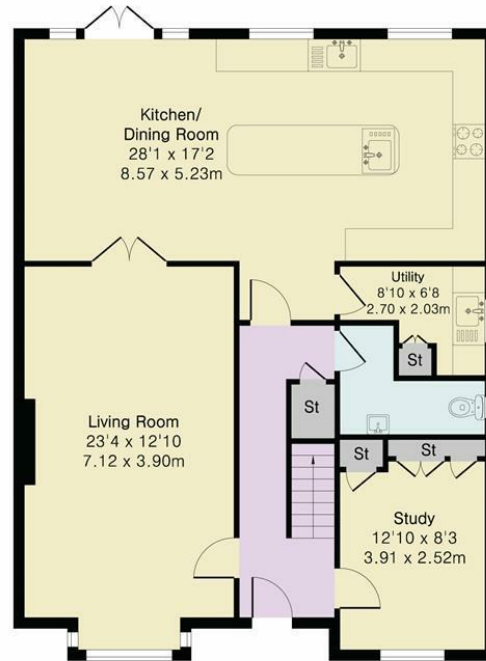 Kitchen/
Dining Room
28'1 x 17'2
8.57 x 5.23m
Utility
8'10 x 6'8
2.70 x 2.03m
St
St
Living Room
23'4 x 12'10
7.12 x 3.90m
St
St
Study
12'10 x 8'3
3.91 x 2.52m